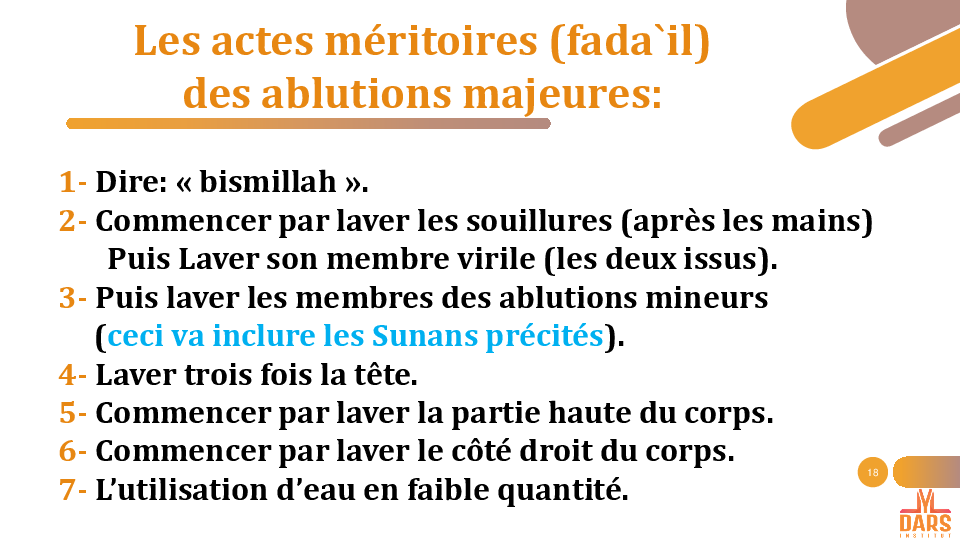 Les actes méritoires (fada`il)
des ablutions majeures:
1- Dire: « bismillah ».
2- Commencer par laver les souillures (après les mains)
Puis Laver son membre virile (les deux issus).
3- Puis laver les membres des ablutions mineurs
(ceci va inclure les Sunans précités).
4- Laver trois fois la tête.
5- Commencer par laver la partie haute du corps.
6- Commencer par laver le côté droit du corps.
7- L’utilisation d’eau en faible quantité.
18
DARS
INSTITUT